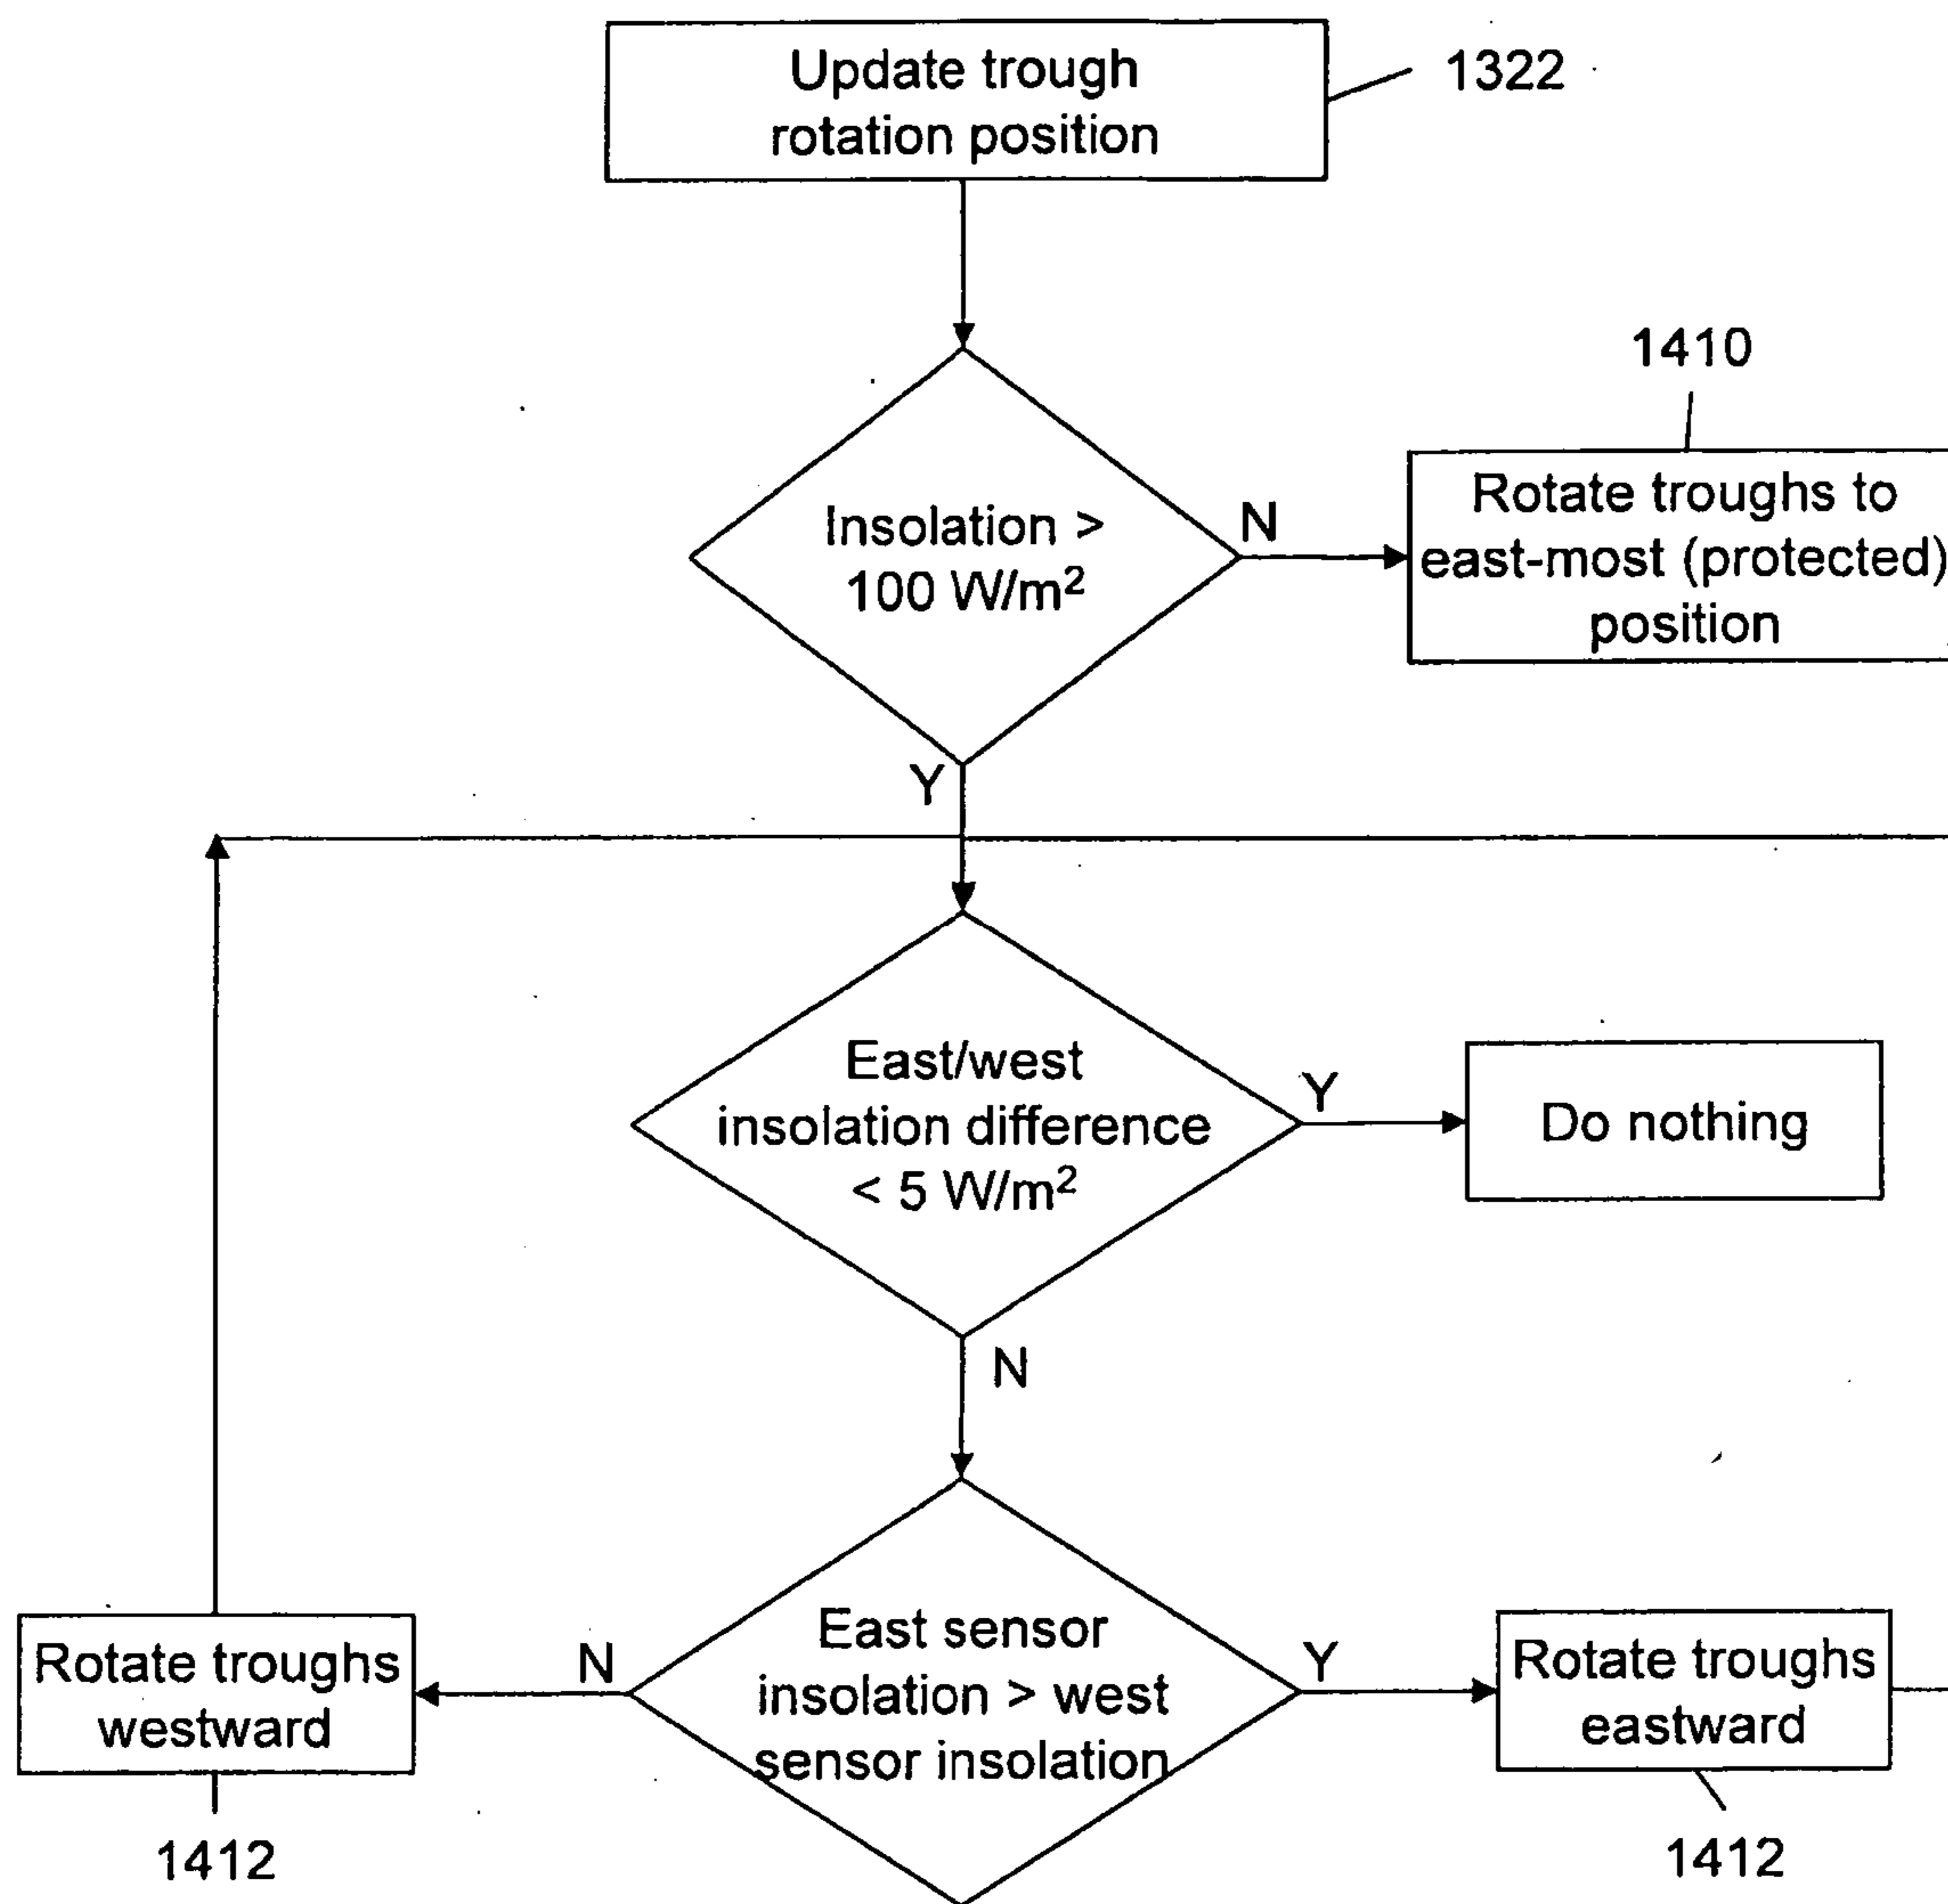 Update trough
rotation position
1322
1410
Insolation >
100 W/m²
N
Rotate troughs to
east-most (protected)
position
Y
East/west
insolation difference
< 5 W/m²
Y
Do nothing
N
Rotate troughs
westward
N
East sensor
insolation > west
sensor insolation
Y
Rotate troughs
eastward
1412
1412